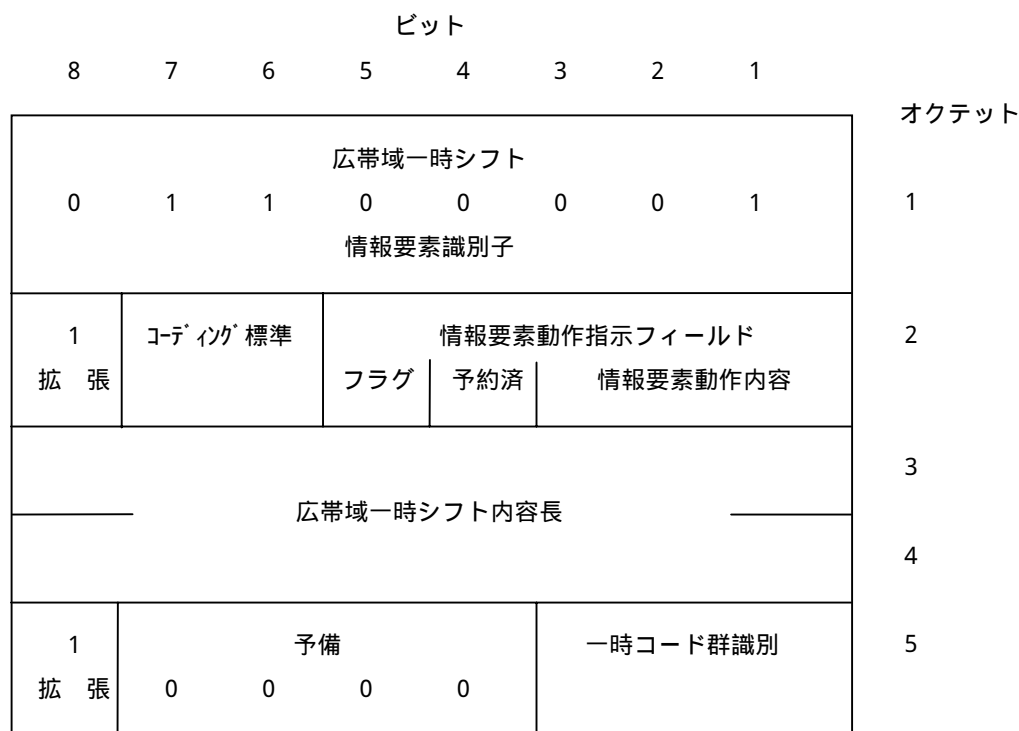 ビット
8 7 6 5 4 3 2 1
オクテット
広帯域一時シフト
0 1 1 0 0 0 0 1 1
情報要素識別子
1 ｺｰﾃﾞｨﾝｸﾞ標準 情報要素動作指示フィールド 2
拡 張 フラグ 予約済 情報要素動作内容
3
広帯域一時シフト内容長
4
1 予備 一時コード群識別 5
拡 張 0 0 0 0